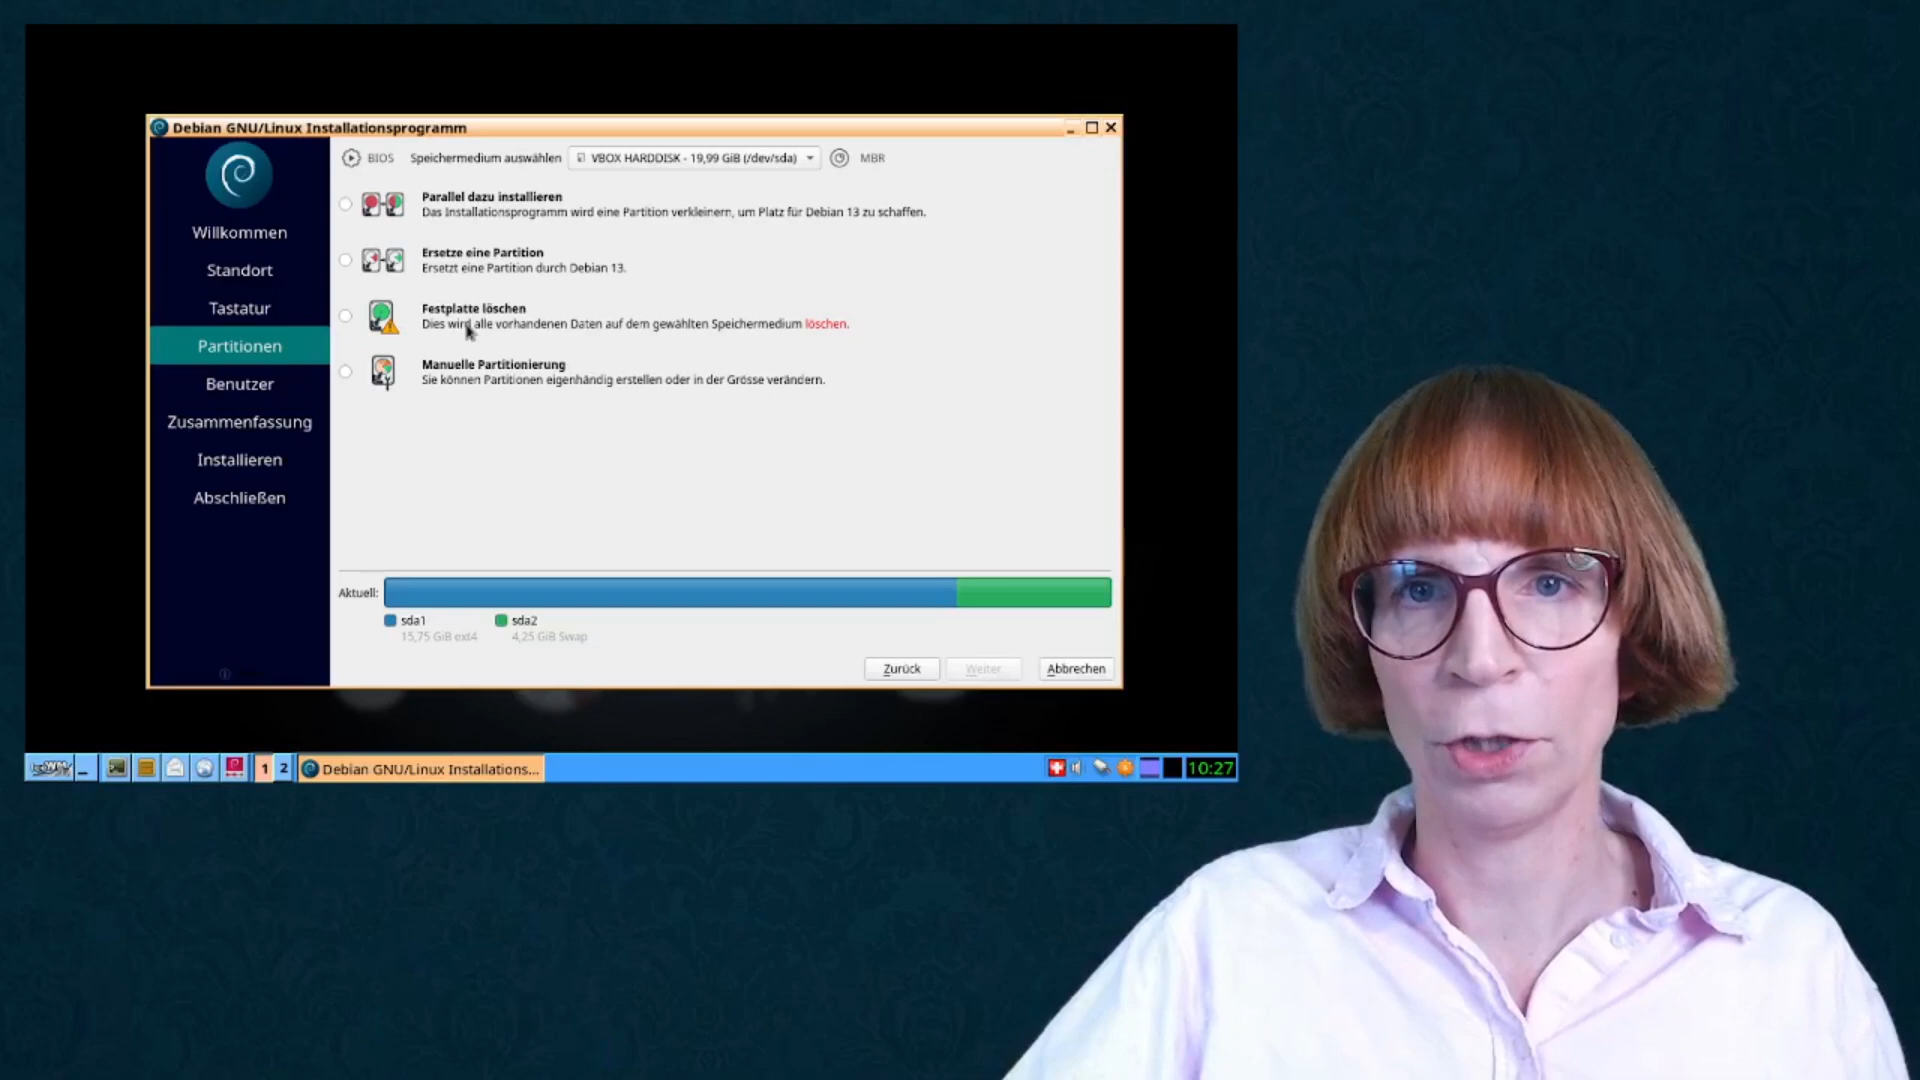 Debian GNU/Linux Installationsprogramm
BIOS Speichermedium auswählen VBOX HARDDISK - 19,99 GiB (/dev/sda) MBR
Willkommen
Standort
Tastatur
Partitionen
Benutzer
Zusammenfassung
Installieren
Abschließen
Parallel dazu installieren
Das Installationsprogramm wird eine Partition verkleinern, um Platz für Debian 13 zu schaffen.
Ersetze eine Partition
Ersetzt eine Partition durch Debian 13.
Festplatte löschen
Dies wird alle vorhandenen Daten auf dem gewählten Speichermedium löschen.
Manuelle Partitionierung
Sie können Partitionen eigenhändig erstellen oder in der Grösse verändern.
Aktuell:
sda1 sda2
15,75 GiB ext4 4,25 GiB Swap
Zurück Weiter Abbrechen
1 2 Debian GNU/Linux Installations... 10:27